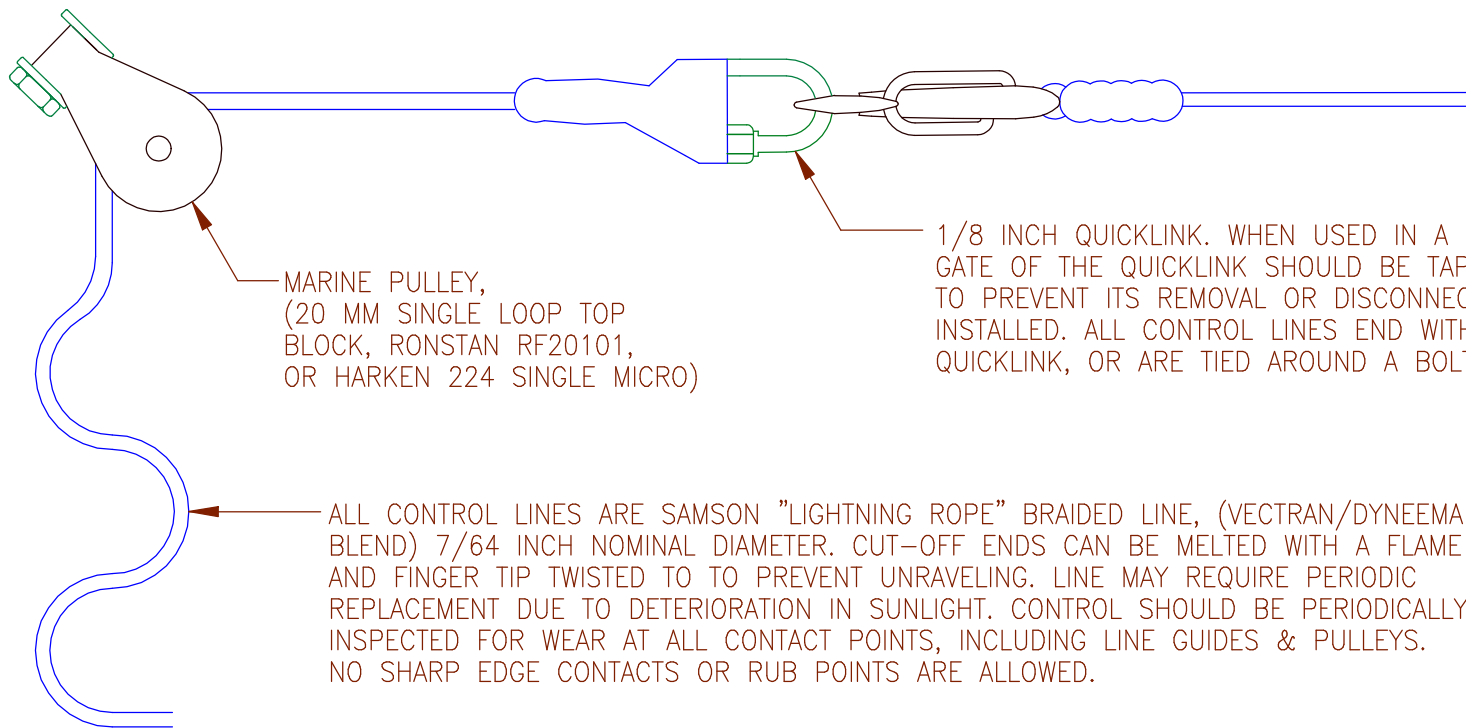 1/8 INCH QUICKLINK. WHEN USED IN A
GATE OF THE QUICKLINK SHOULD BE TAP
TO PREVENT ITS REMOVAL OR DISCONNEC
INSTALLED. ALL CONTROL LINES END WITH
QUICKLINK, OR ARE TIED AROUND A BOLT
MARINE PULLEY,
(20 MM SINGLE LOOP TOP
BLOCK, RONSTAN RF20101,
OR HARKEN 224 SINGLE MICRO)
ALL CONTROL LINES ARE SAMSON "LIGHTNING ROPE" BRAIDED LINE, (VECTRAN/DYNEEMA
BLEND) 7/64 INCH NOMINAL DIAMETER. CUT-OFF ENDS CAN BE MELTED WITH A FLAME
AND FINGER TIP TWISTED TO TO PREVENT UNRAVELING. LINE MAY REQUIRE PERIODIC
REPLACEMENT DUE TO DETERIORATION IN SUNLIGHT. CONTROL SHOULD BE PERIODICALLY
INSPECTED FOR WEAR AT ALL CONTACT POINTS, INCLUDING LINE GUIDES & PULLEYS.
NO SHARP EDGE CONTACTS OR RUB POINTS ARE ALLOWED.